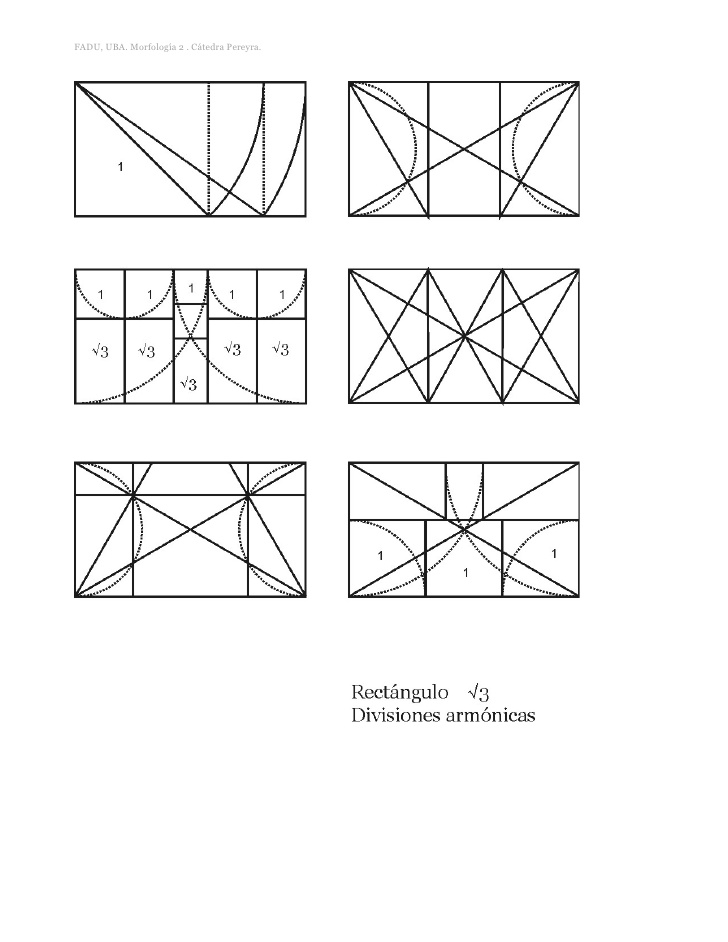 FADU, UBA. Morfología 2 . Cátedra Pereyra.
1
1 1 1 1 1
√3 √3 √3 √3
√3
1 1
1
Rectángulo √3
Divisiones armónicas